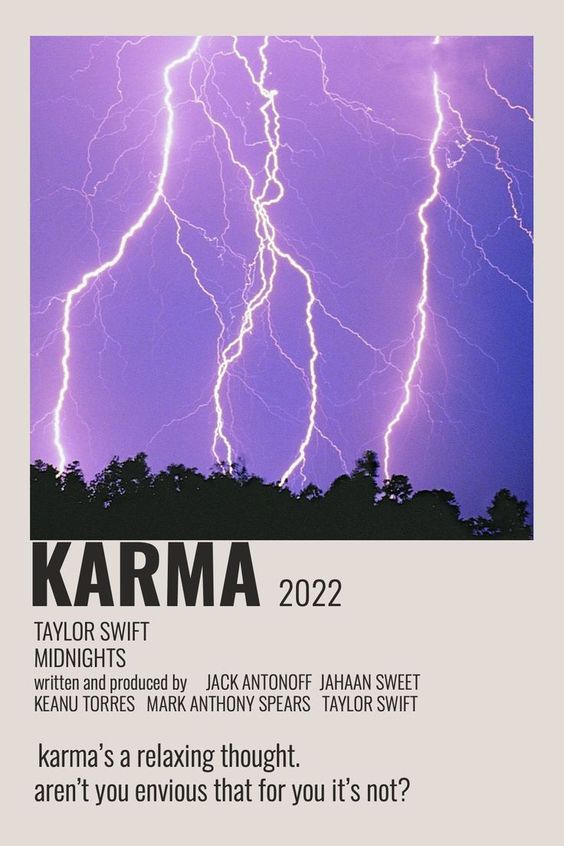 KARMA 2022
TAYLOR SWIFT
MIDNIGHTS
written and produced by JACK ANTONOFF JAHAAN SWEET
KEANU TORRES MARK ANTHONY SPEARS TAYLOR SWIFT
karma's a relaxing thought.
aren't you envious that for you it's not?